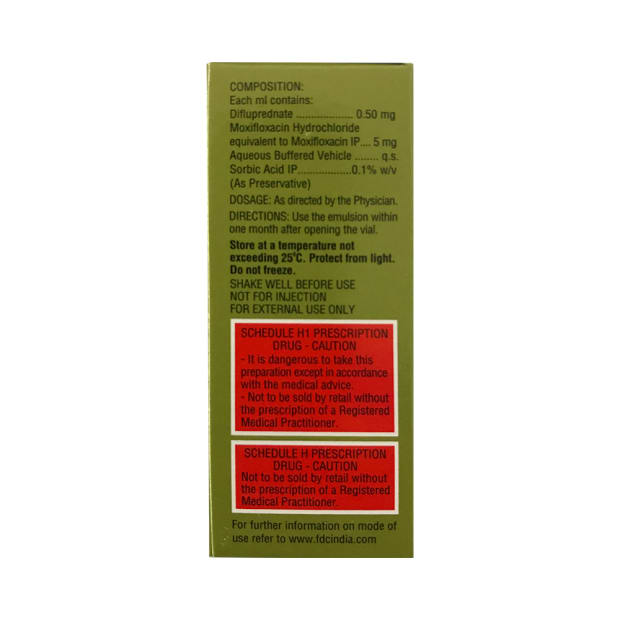 COMPOSITION:
Each ml contains:
Difluprednate .................. 0.50 mg
Moxifloxacin Hydrochloride
equivalent to Moxifloxacin IP.... 5 mg
Aqueous Buffered Vehicle ........ q.s.
Sorbic Acid IP..................0.1% w/v
(As Preservative)
DOSAGE: As directed by the Physician.
DIRECTIONS: Use the emulsion within
one month after opening the vial.
Store at a temperature not
exceeding 25°C. Protect from light.
Do not freeze.
SHAKE WELL BEFORE USE
NOT FOR INJECTION
FOR EXTERNAL USE ONLY
SCHEDULE H1 PRESCRIPTION
DRUG - CAUTION
- It is dangerous to take this
preparation except in accordance
with the medical advice.
- Not to be sold by retail without
the prescription of a Registered
Medical Practitioner.
SCHEDULE H PRESCRIPTION
DRUG - CAUTION
Not to be sold by retail without
the prescription of a Registered
Medical Practitioner.
For further information on mode of
use refer to www.fdcindia.com